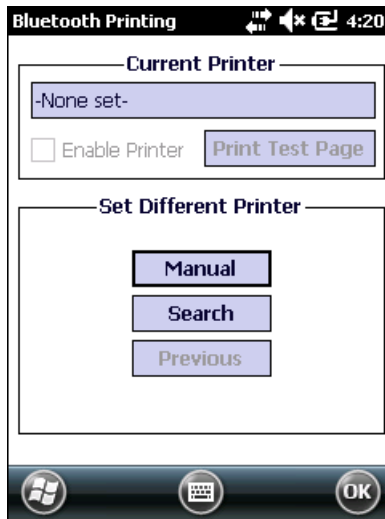 Bluetooth Printing 4:20
Current Printer
-None set-
Enable Printer Print Test Page
Set Different Printer
Manual
Search
Previous
OK